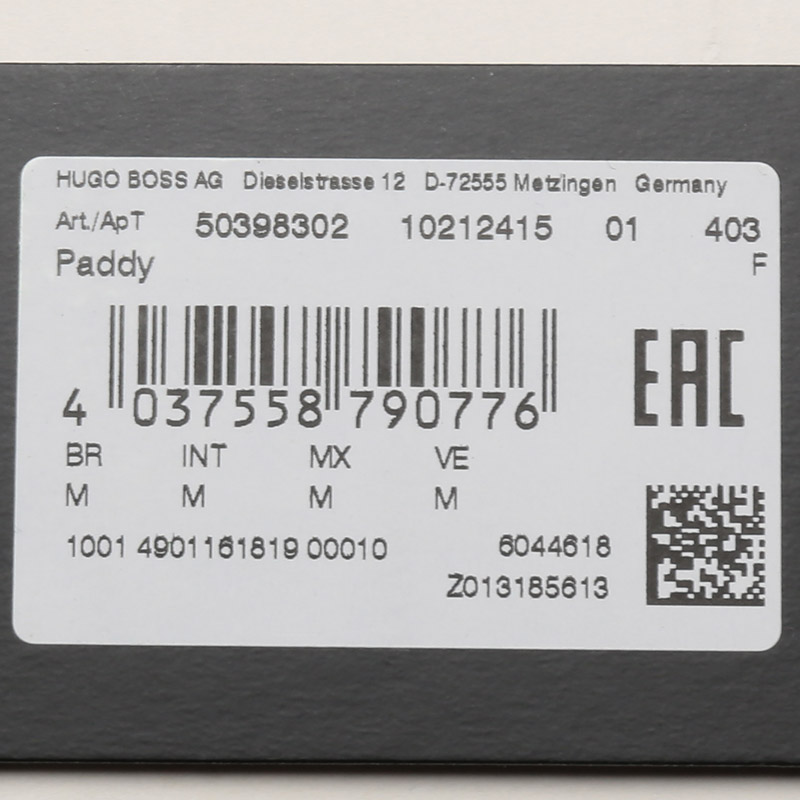 HUGO BOSS AG Dieselstrasse 12 D-72555 Metzingen Germany
Art./ApT 50398302 10212415 01 403
Paddy F
EAC
4 037558 790776
BR INT MX VE
M M M M
1001 4901161819 00010 6044618
Z013185613